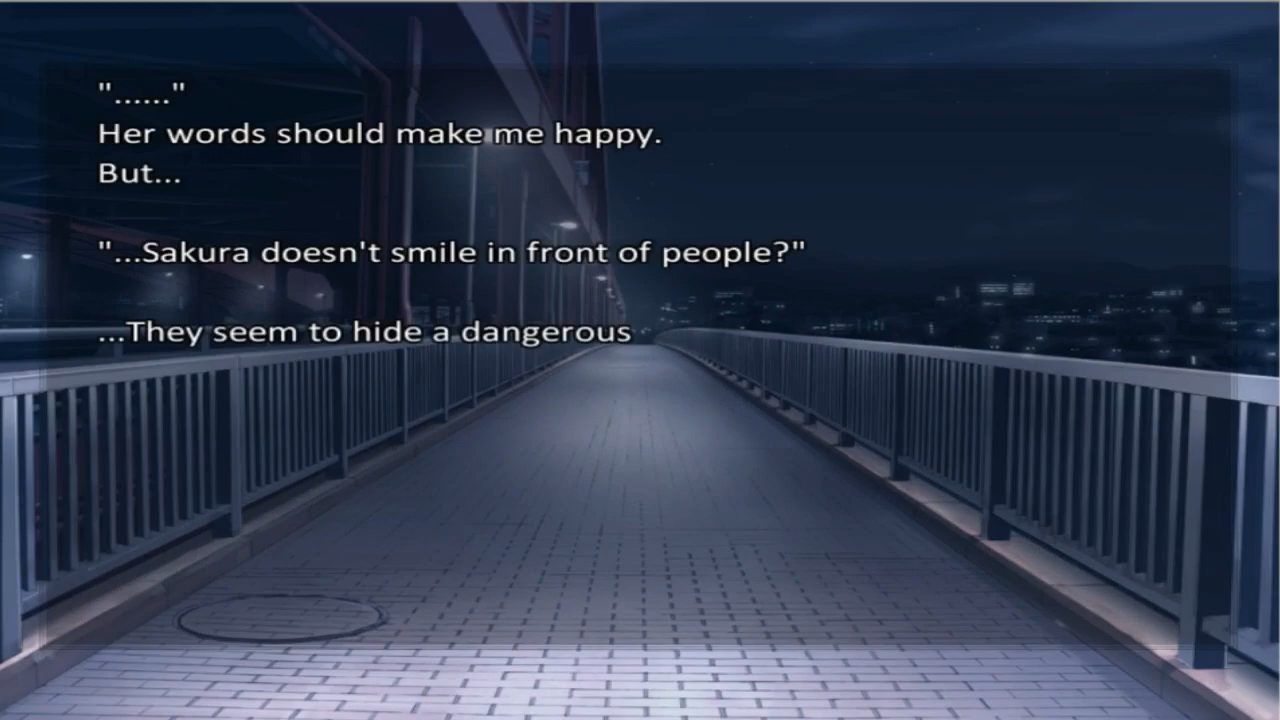 "......"
Her words should make me happy.
But...
"...Sakura doesn't smile in front of people?"
...They seem to hide a dangerous